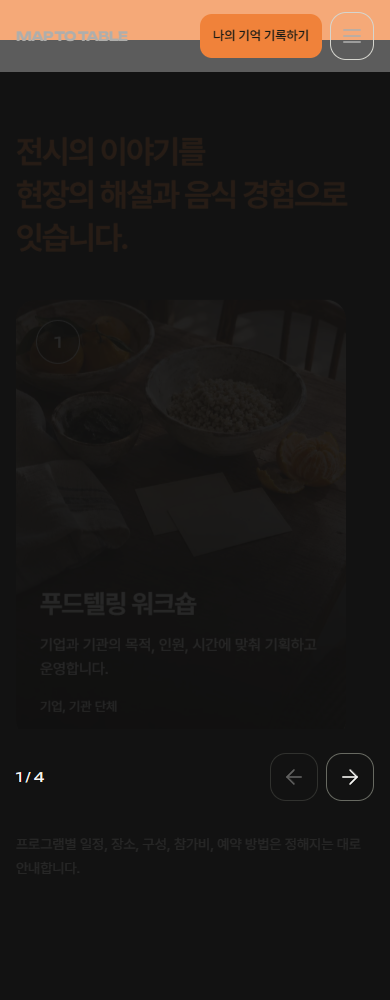 MAPTOTABLE
나의 기억 기록하기
전시의 이야기를
현장의 해설과 음식 경험으로
잇습니다.
1
푸드텔링 워크숍
기업과 기관의 목적, 인원, 시간에 맞춰 기획하고
운영합니다.
기업, 기관 단체
1 / 4
프로그램별 일정, 장소, 구성, 참가비, 예약 방법은 정해지는 대로
안내합니다.